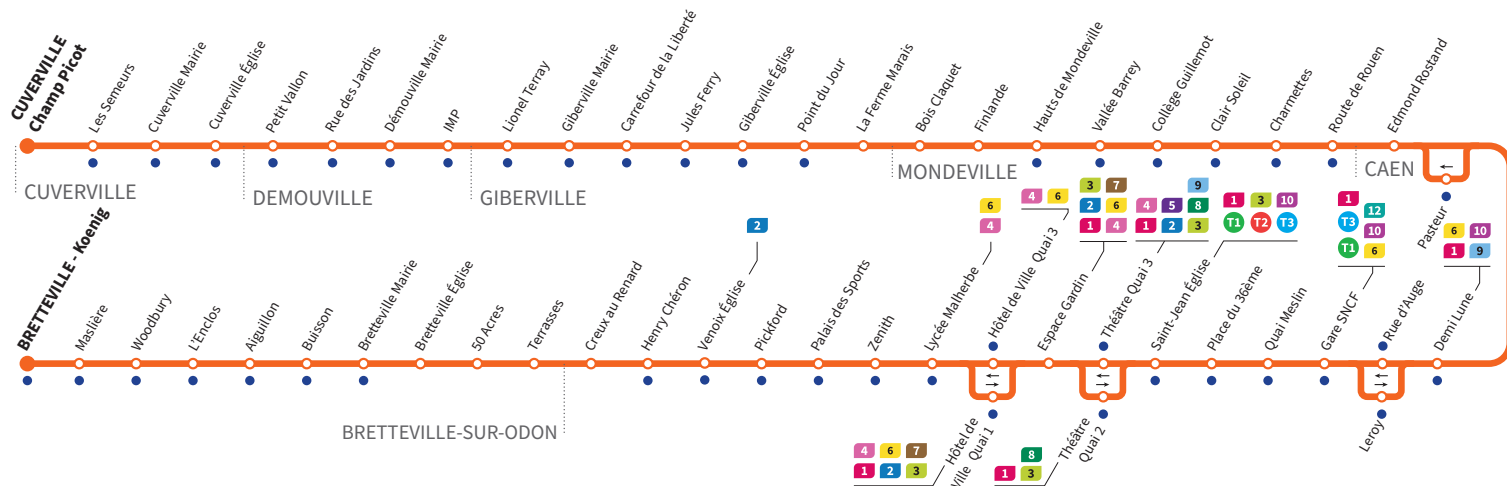 CUVERVILLE
Champ Picot
Les Semeurs
Cuverville Mairie
Cuverville Église
Petit Vallon
Rue des Jardins
Démouville Mairie
IMP
Lionel Terray
Giberville Mairie
Carrefour de la Liberté
Jules Ferry
Giberville Église
Point du Jour
La Ferme Marais
Bois Claquet
Finlande
Hauts de Mondeville
Vallée Barrey
Collège Guillemot
Clair Soleil
Charmettes
Route de Rouen
Edmond Rostand
Pasteur
CUVERVILLE
DEMOUVILLE
GIBERVILLE
MONDEVILLE
CAEN
BRETTEVILLE - Koenig
Maslière
Woodbury
L'Enclos
Aiguillon
Buisson
Bretteville Mairie
Bretteville Église
50 Acres
Terrasses
Creux au Renard
Henry Chéron
2
Venoix Église
Pickford
Palais des Sports
Zenith
6
4
Lycée Malherbe
4 6
Hôtel de Ville Quai 3
3 7
2 6
1 4
Espace Gardin
9
4 5 8
1 2 3
Théâtre Quai 3
1 3 10
T1 T2 T3
Saint-Jean Église
Place du 36ème
Quai Meslin
1
T3 12
10
T1 6
Gare SNCF
Rue d'Auge
6 10
1 9
Demi Lune
BRETTEVILLE-SUR-ODON
4 6 7
1 2 3
Hôtel de
Ville Quai 1
8
1 3
Théâtre
Quai 2
Leroy